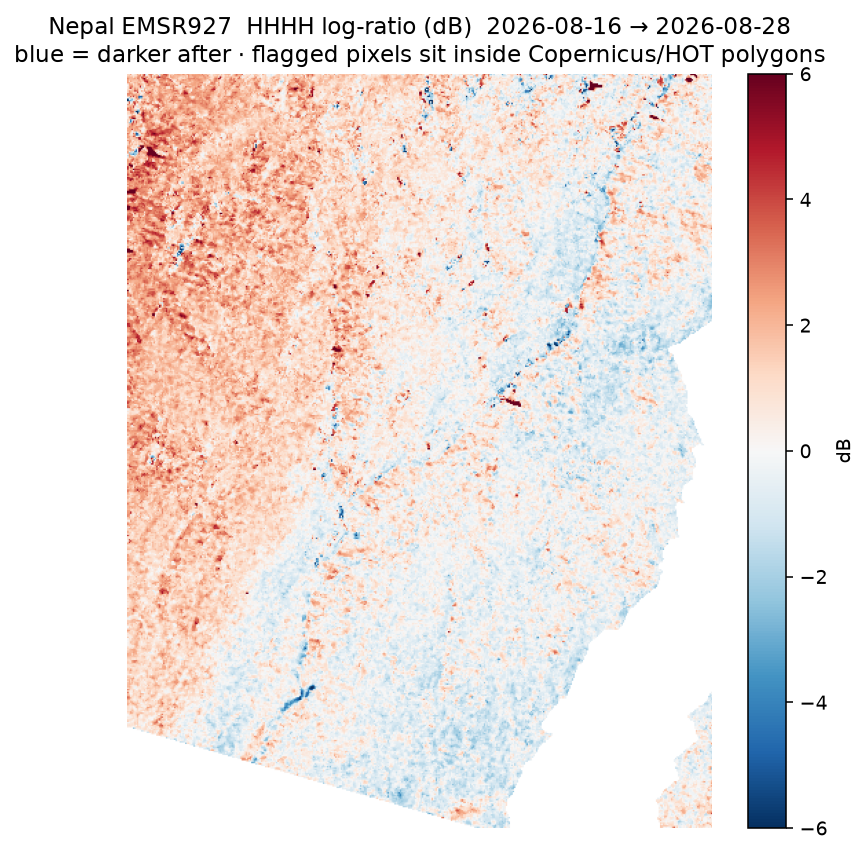 Nepal EMSR927  HHHH log-ratio (dB)  2026-08-16 → 2026-08-28
blue = darker after · flagged pixels sit inside Copernicus/HOT polygons
6
4
2
0
−2
−4
−6
dB